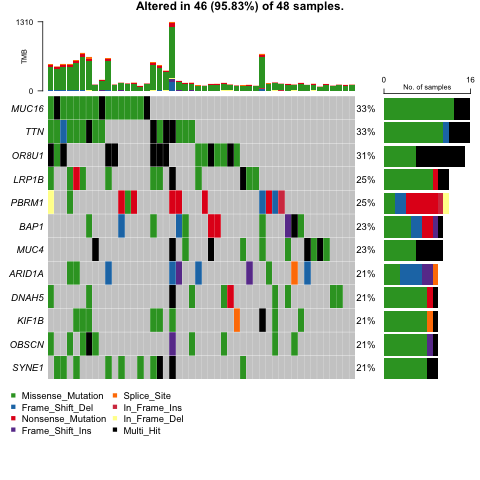 Altered in 46 (95.83%) of 48 samples.
1310
TMB
0
0 16
No. of samples
MUC16 33%
TTN 33%
OR8U1 31%
LRP1B 25%
PBRM1 25%
BAP1 23%
MUC4 23%
ARID1A 21%
DNAH5 21%
KIF1B 21%
OBSCN 21%
SYNE1 21%
Missense_Mutation Splice_Site
Frame_Shift_Del In_Frame_Ins
Nonsense_Mutation In_Frame_Del
Frame_Shift_Ins Multi_Hit